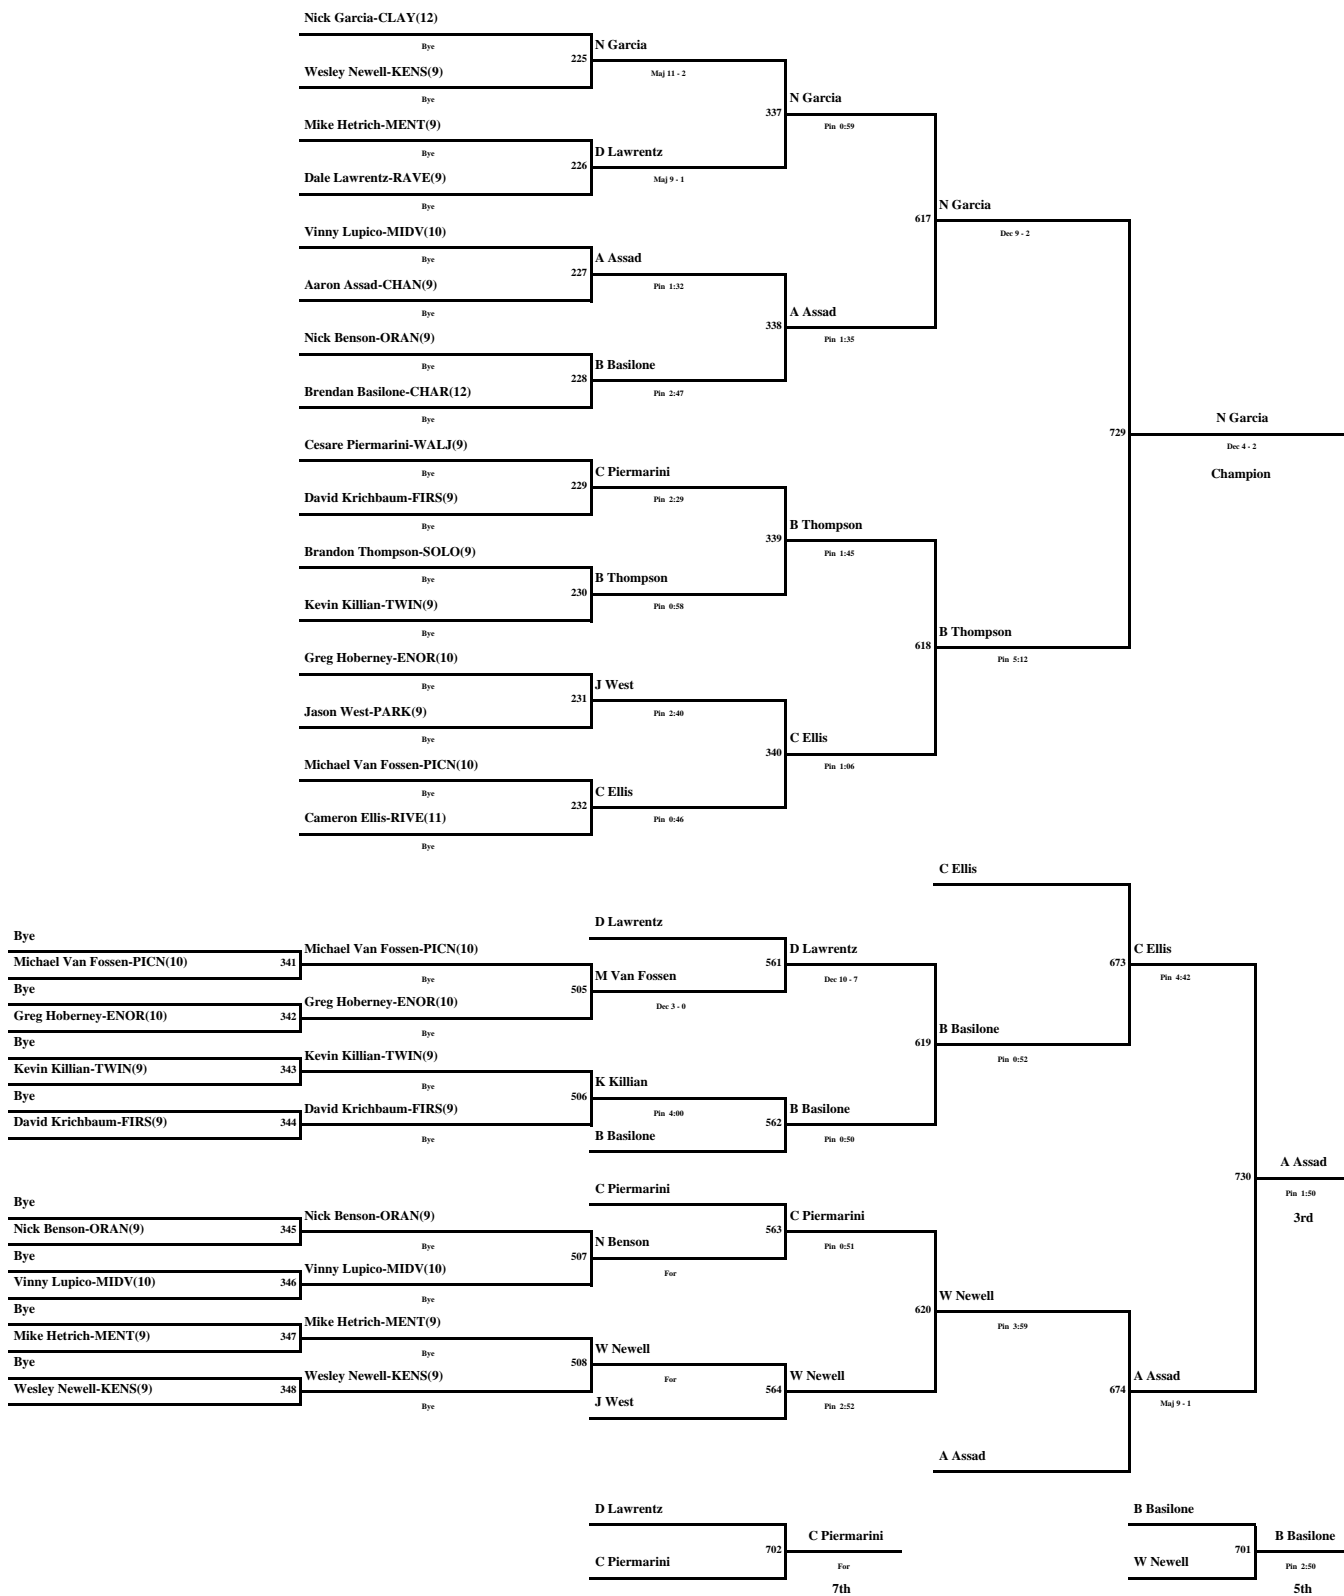 Nick Garcia-CLAY(12)
Bye
225
N Garcia
Maj 11 - 2
Wesley Newell-KENS(9)
Bye
337
N Garcia
Pin 0:59
Mike Hetrich-MENT(9)
Bye
226
D Lawrentz
Maj 9 - 1
Dale Lawrentz-RAVE(9)
Bye
617
N Garcia
Dec 9 - 2
Vinny Lupico-MIDV(10)
Bye
227
A Assad
Pin 1:32
Aaron Assad-CHAN(9)
Bye
338
A Assad
Pin 1:35
Nick Benson-ORAN(9)
Bye
228
B Basilone
Pin 2:47
Brendan Basilone-CHAR(12)
Bye
729
N Garcia
Dec 4 - 2
Champion
Cesare Piermarini-WALJ(9)
Bye
229
C Piermarini
Pin 2:29
David Krichbaum-FIRS(9)
Bye
339
B Thompson
Pin 1:45
Brandon Thompson-SOLO(9)
Bye
230
B Thompson
Pin 0:58
Kevin Killian-TWIN(9)
Bye
618
B Thompson
Pin 5:12
Greg Hoberney-ENOR(10)
Bye
231
J West
Pin 2:40
Jason West-PARK(9)
Bye
340
C Ellis
Pin 1:06
Michael Van Fossen-PICN(10)
Bye
232
C Ellis
Pin 0:46
Cameron Ellis-RIVE(11)
Bye
C Ellis
Bye
Michael Van Fossen-PICN(10)
341
Michael Van Fossen-PICN(10)
Bye
D Lawrentz
561
D Lawrentz
Dec 10 - 7
673
C Ellis
Pin 4:42
Bye
Greg Hoberney-ENOR(10)
342
Greg Hoberney-ENOR(10)
Bye
505
M Van Fossen
Dec 3 - 0
619
B Basilone
Pin 0:52
Bye
Kevin Killian-TWIN(9)
343
Kevin Killian-TWIN(9)
Bye
506
K Killian
Pin 4:00
Bye
David Krichbaum-FIRS(9)
344
David Krichbaum-FIRS(9)
Bye
B Basilone
562
B Basilone
Pin 0:50
730
A Assad
Pin 1:50
3rd
Bye
Nick Benson-ORAN(9)
345
Nick Benson-ORAN(9)
Bye
C Piermarini
563
C Piermarini
Pin 0:51
Bye
Vinny Lupico-MIDV(10)
346
Vinny Lupico-MIDV(10)
Bye
507
N Benson
For
620
W Newell
Pin 3:59
Bye
Mike Hetrich-MENT(9)
347
Mike Hetrich-MENT(9)
Bye
508
W Newell
For
Bye
Wesley Newell-KENS(9)
348
Wesley Newell-KENS(9)
Bye
J West
564
W Newell
Pin 2:52
674
A Assad
Maj 9 - 1
A Assad
D Lawrentz
702
C Piermarini
C Piermarini
For
7th
B Basilone
701
W Newell
B Basilone
Pin 2:50
5th